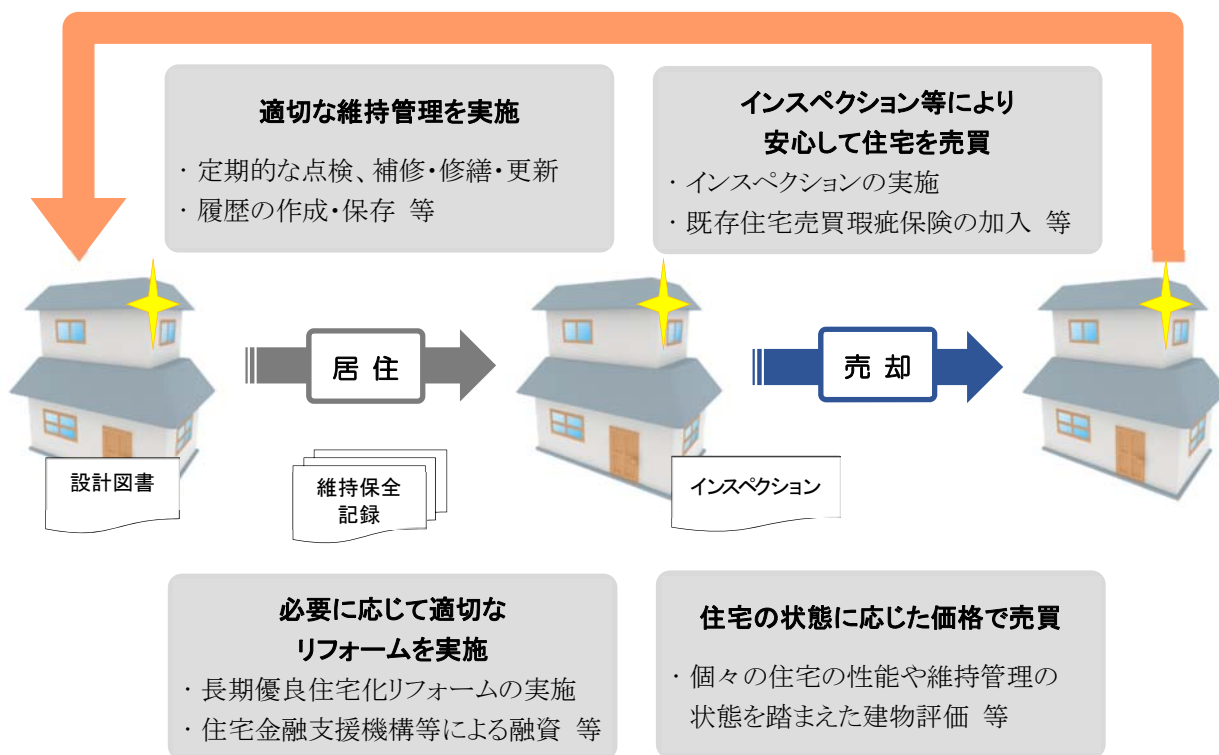 適切な維持管理を実施
・定期的な点検、補修・修繕・更新
・履歴の作成・保存 等
インスペクション等により
安心して住宅を売買
・インスペクションの実施
・既存住宅売買瑕疵保険の加入 等
居 住
売 却
設計図書
維持保全
記録
インスペクション
必要に応じて適切な
リフォームを実施
・長期優良住宅化リフォームの実施
・住宅金融支援機構等による融資 等
住宅の状態に応じた価格で売買
・個々の住宅の性能や維持管理の
状態を踏まえた建物評価 等